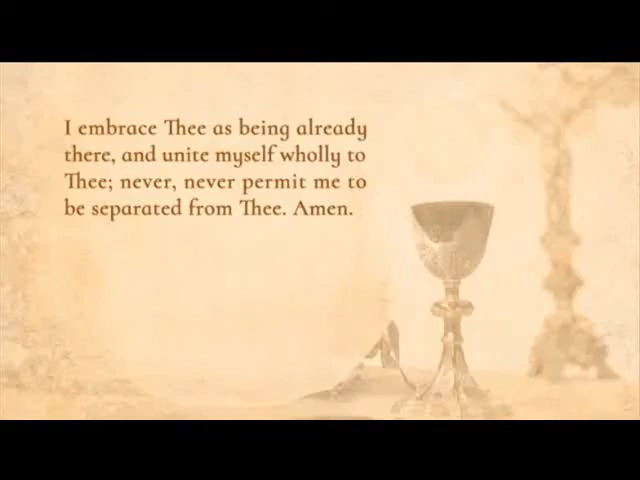 I embrace Thee as being already
there, and unite myself wholly to
Thee; never, never permit me to
be separated from Thee. Amen.